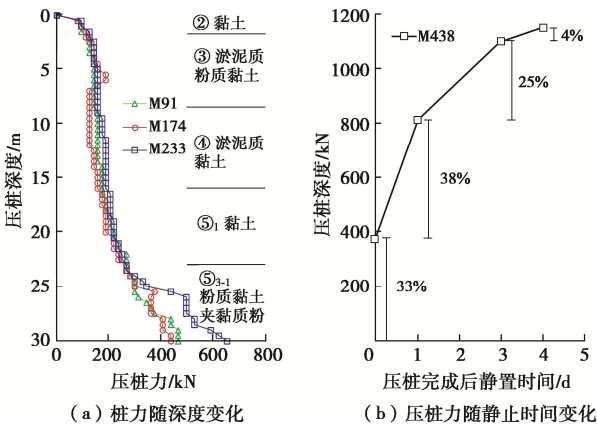 0
5
10
15
20
25
30
压桩深度/m
0 200 400 600 800
压桩力/kN
M91
M174
M233
② 黏土
③ 淤泥质
粉质黏土
④ 淤泥质
黏土
⑤1 黏土
⑤3-1
粉质黏土
夹黏质粉
(a) 桩力随深度变化
1200
1000
800
600
400
200
压桩深度/kN
0 1 2 3 4 5
压桩完成后静置时间/d
M438
4%
25%
38%
33%
(b) 压桩力随静止时间变化